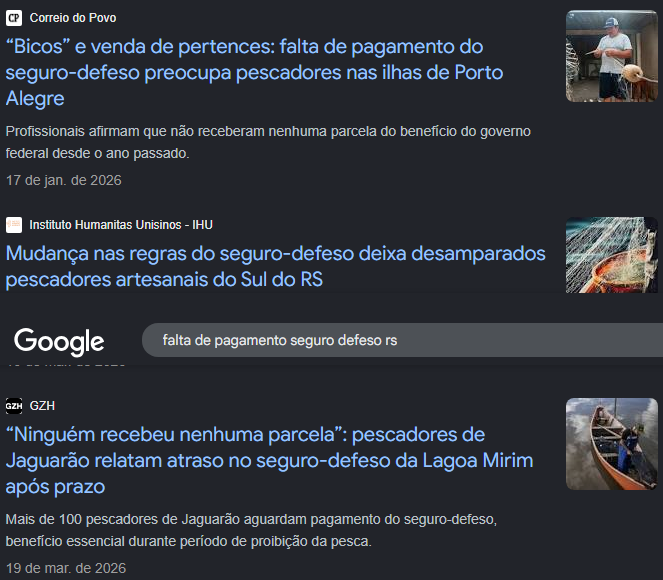 CP Correio do Povo
“Bicos” e venda de pertences: falta de pagamento do
seguro-defeso preocupa pescadores nas ilhas de Porto
Alegre
Profissionais afirmam que não receberam nenhuma parcela do benefício do governo
federal desde o ano passado.
17 de jan. de 2026
Instituto Humanitas Unisinos - IHU
Mudança nas regras do seguro-defeso deixa desamparados
pescadores artesanais do Sul do RS
Google falta de pagamento seguro defeso rs
GZH GZH
“Ninguém recebeu nenhuma parcela”: pescadores de
Jaguarão relatam atraso no seguro-defeso da Lagoa Mirim
após prazo
Mais de 100 pescadores de Jaguarão aguardam pagamento do seguro-defeso,
benefício essencial durante período de proibição da pesca.
19 de mar. de 2026